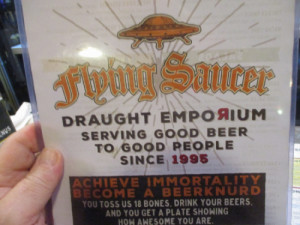 Flying Saucer
DRAUGHT EMPOЯIUM
SERVING GOOD BEER
TO GOOD PEOPLE
SINCE 1995
ACHIEVE IMMORTALITY
BECOME A BEERKNURD
YOU TOSS US 18 BONES, DRINK YOUR BEERS,
AND YOU GET A PLATE SHOWING
HOW AWESOME YOU ARE.